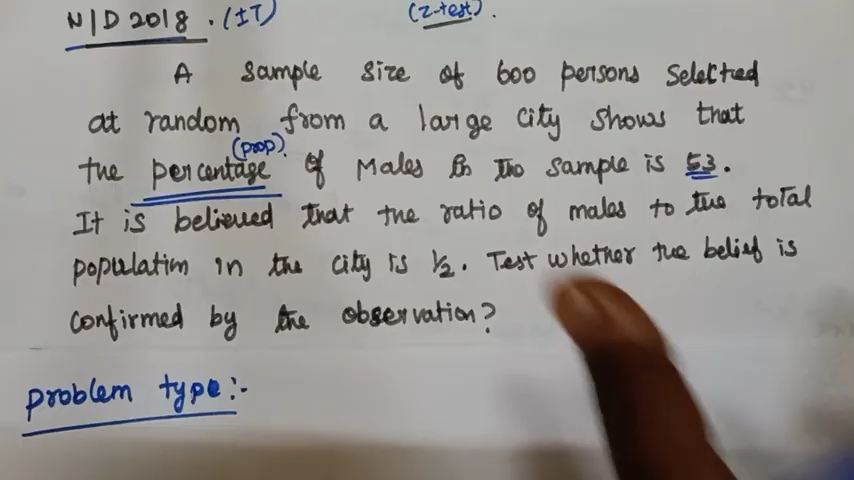 N/D 2018 . (IT) (Z-test).
A sample size of 600 persons selected
at random from a large city shows that
(prop).
the percentage of Males in the sample is 53.
It is believed that the ratio of males to the total
population in the city is 1/2. Test whether the belief is
confirmed by the observation?
problem type:-